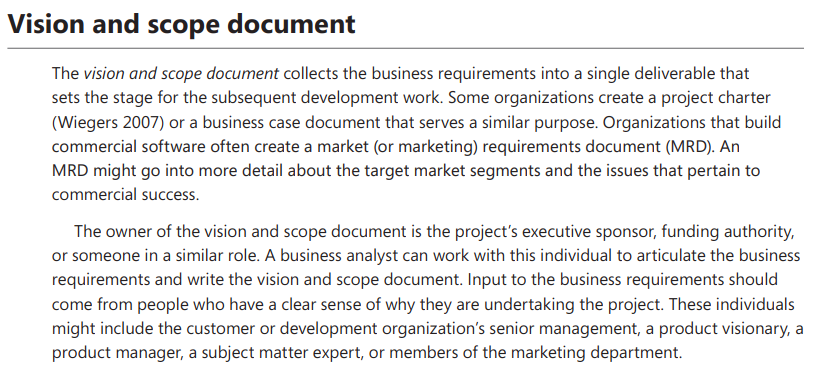 Vision and scope document
The vision and scope document collects the business requirements into a single deliverable that
sets the stage for the subsequent development work. Some organizations create a project charter
(Wiegers 2007) or a business case document that serves a similar purpose. Organizations that build
commercial software often create a market (or marketing) requirements document (MRD). An
MRD might go into more detail about the target market segments and the issues that pertain to
commercial success.
The owner of the vision and scope document is the project's executive sponsor, funding authority,
or someone in a similar role. A business analyst can work with this individual to articulate the business
requirements and write the vision and scope document. Input to the business requirements should
come from people who have a clear sense of why they are undertaking the project. These individuals
might include the customer or development organization's senior management, a product visionary, a
product manager, a subject matter expert, or members of the marketing department.